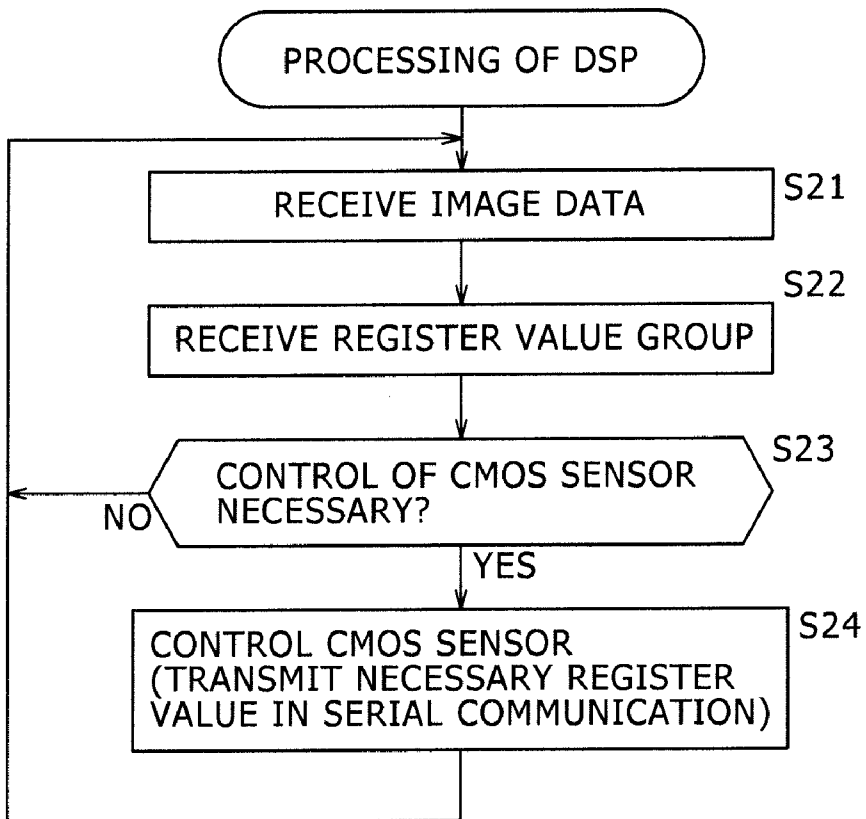 PROCESSING OF DSP
S21
RECEIVE IMAGE DATA
S22
RECEIVE REGISTER VALUE GROUP
S23
CONTROL OF CMOS SENSOR
NECESSARY?
NO
YES
S24
CONTROL CMOS SENSOR
(TRANSMIT NECESSARY REGISTER
VALUE IN SERIAL COMMUNICATION)